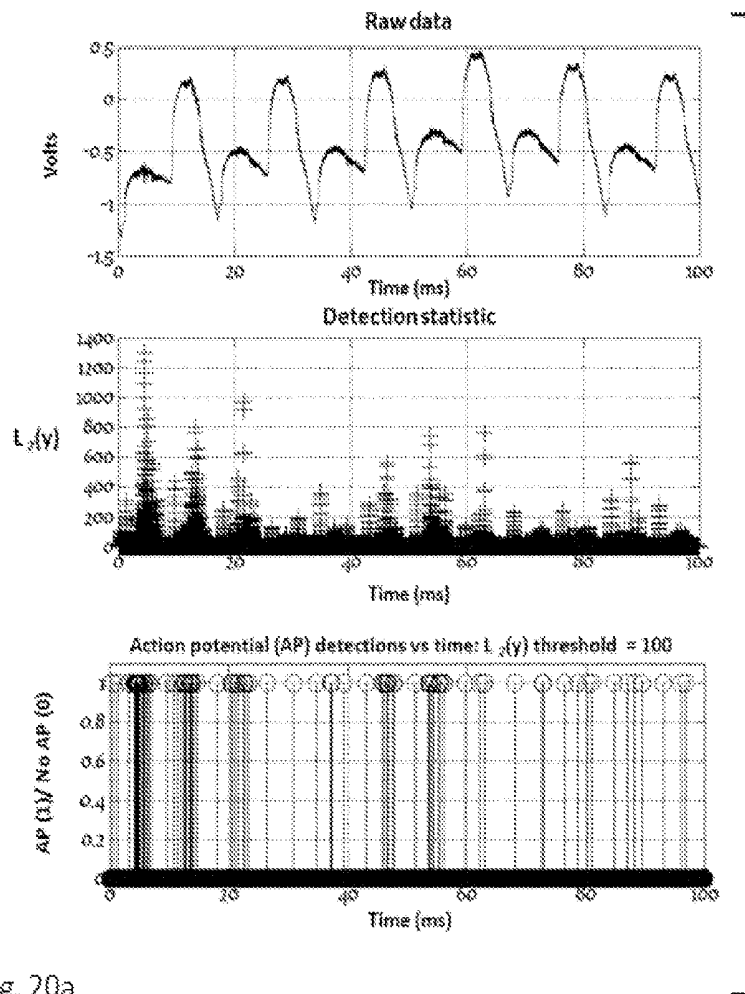 Raw data
0.5
0
-0.5
-1
-1.5
Volts
0 20 40 60 80 100
Time (ms)
Detection statistic
1400
1200
1000
800
600
400
200
0
L₂(y)
0 20 40 60 80 100
Time (ms)
Action potential (AP) detections vs time: L₂(y) threshold = 100
1
0.8
0.6
0.4
0.2
0
AP (1)/ No AP (0)
0 20 40 60 80 100
Time (ms)
g. 20a